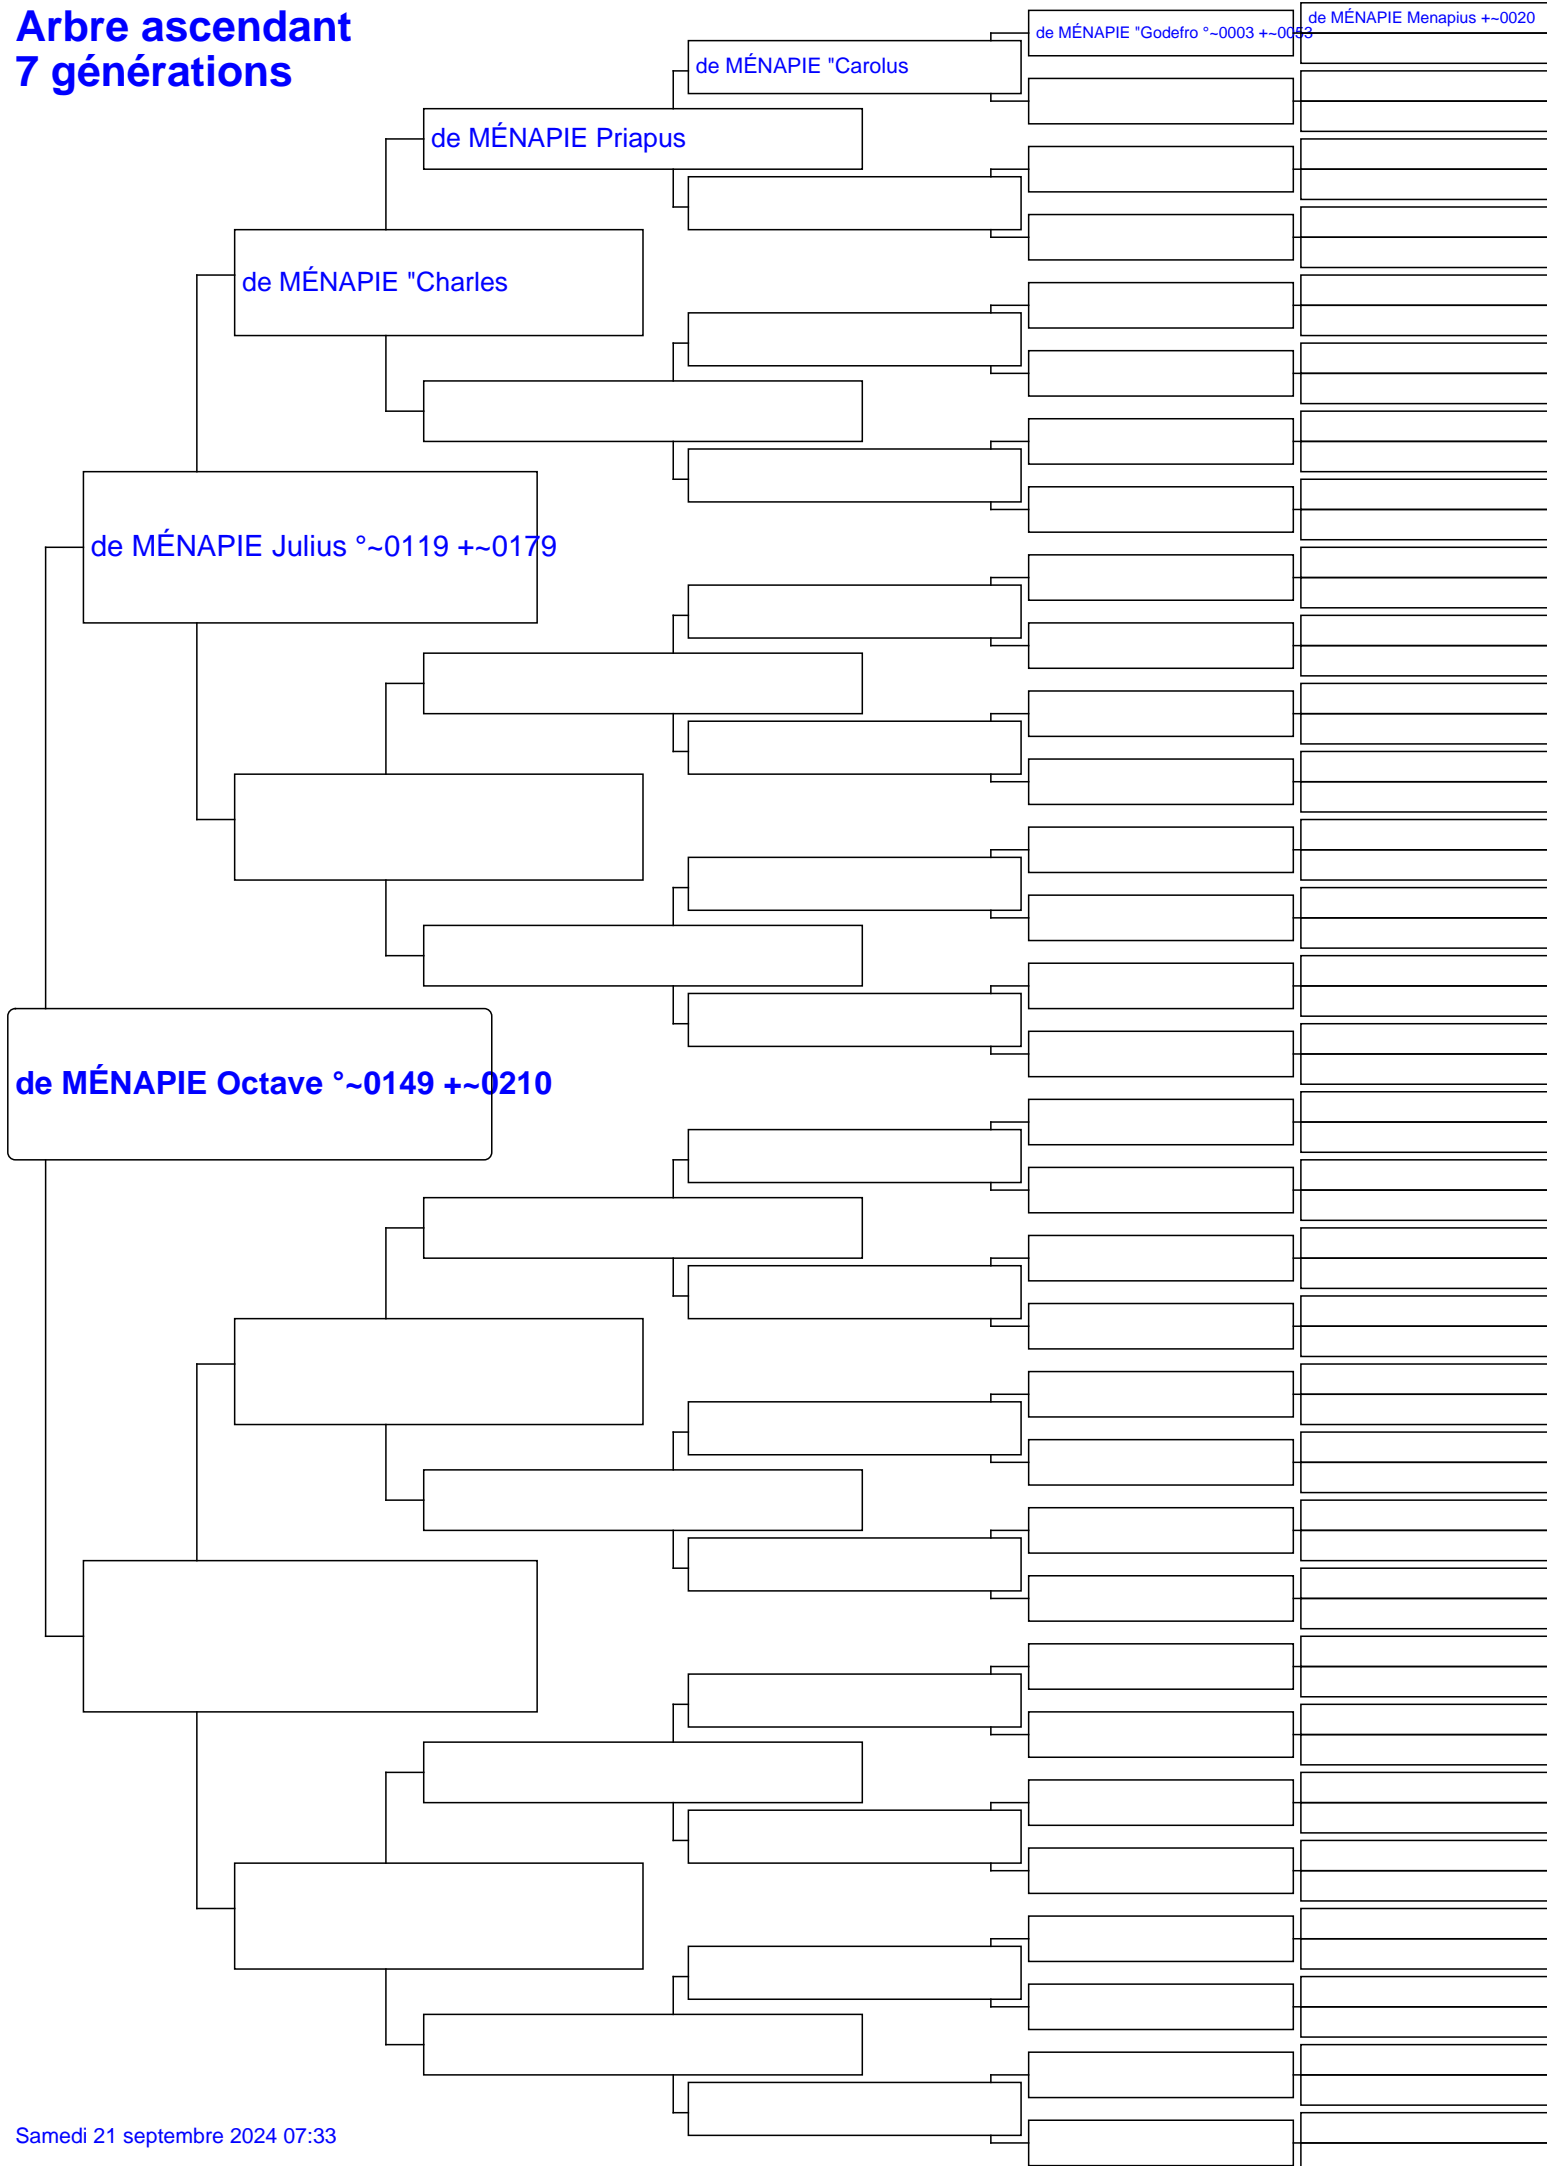 Arbre ascendant
7 générations
de MÉNAPIE Menapius +~0020
de MÉNAPIE "Godefro °~0003 +~0053
de MÉNAPIE "Carolus
de MÉNAPIE Priapus
de MÉNAPIE "Charles
de MÉNAPIE Julius °~0119 +~0179
de MÉNAPIE Octave °~0149 +~0210
Samedi 21 septembre 2024 07:33